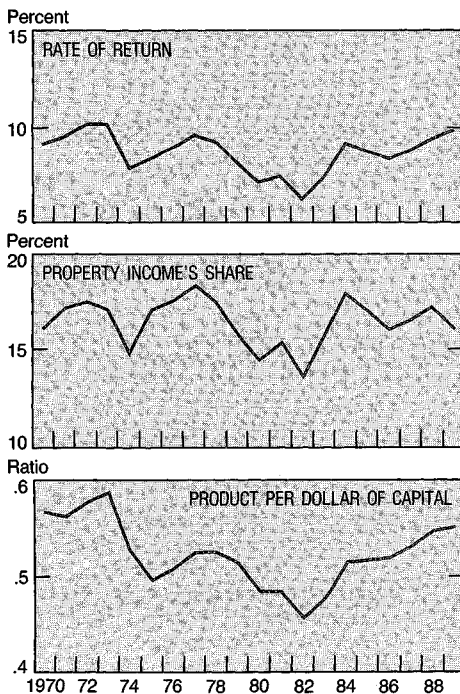 Percent
15
RATE OF RETURN
10
5
Percent
20
PROPERTY INCOME'S SHARE
15
10
Ratio
.6
PRODUCT PER DOLLAR OF CAPITAL
.5
.4
1970 72 74 76 78 80 82 84 86 88